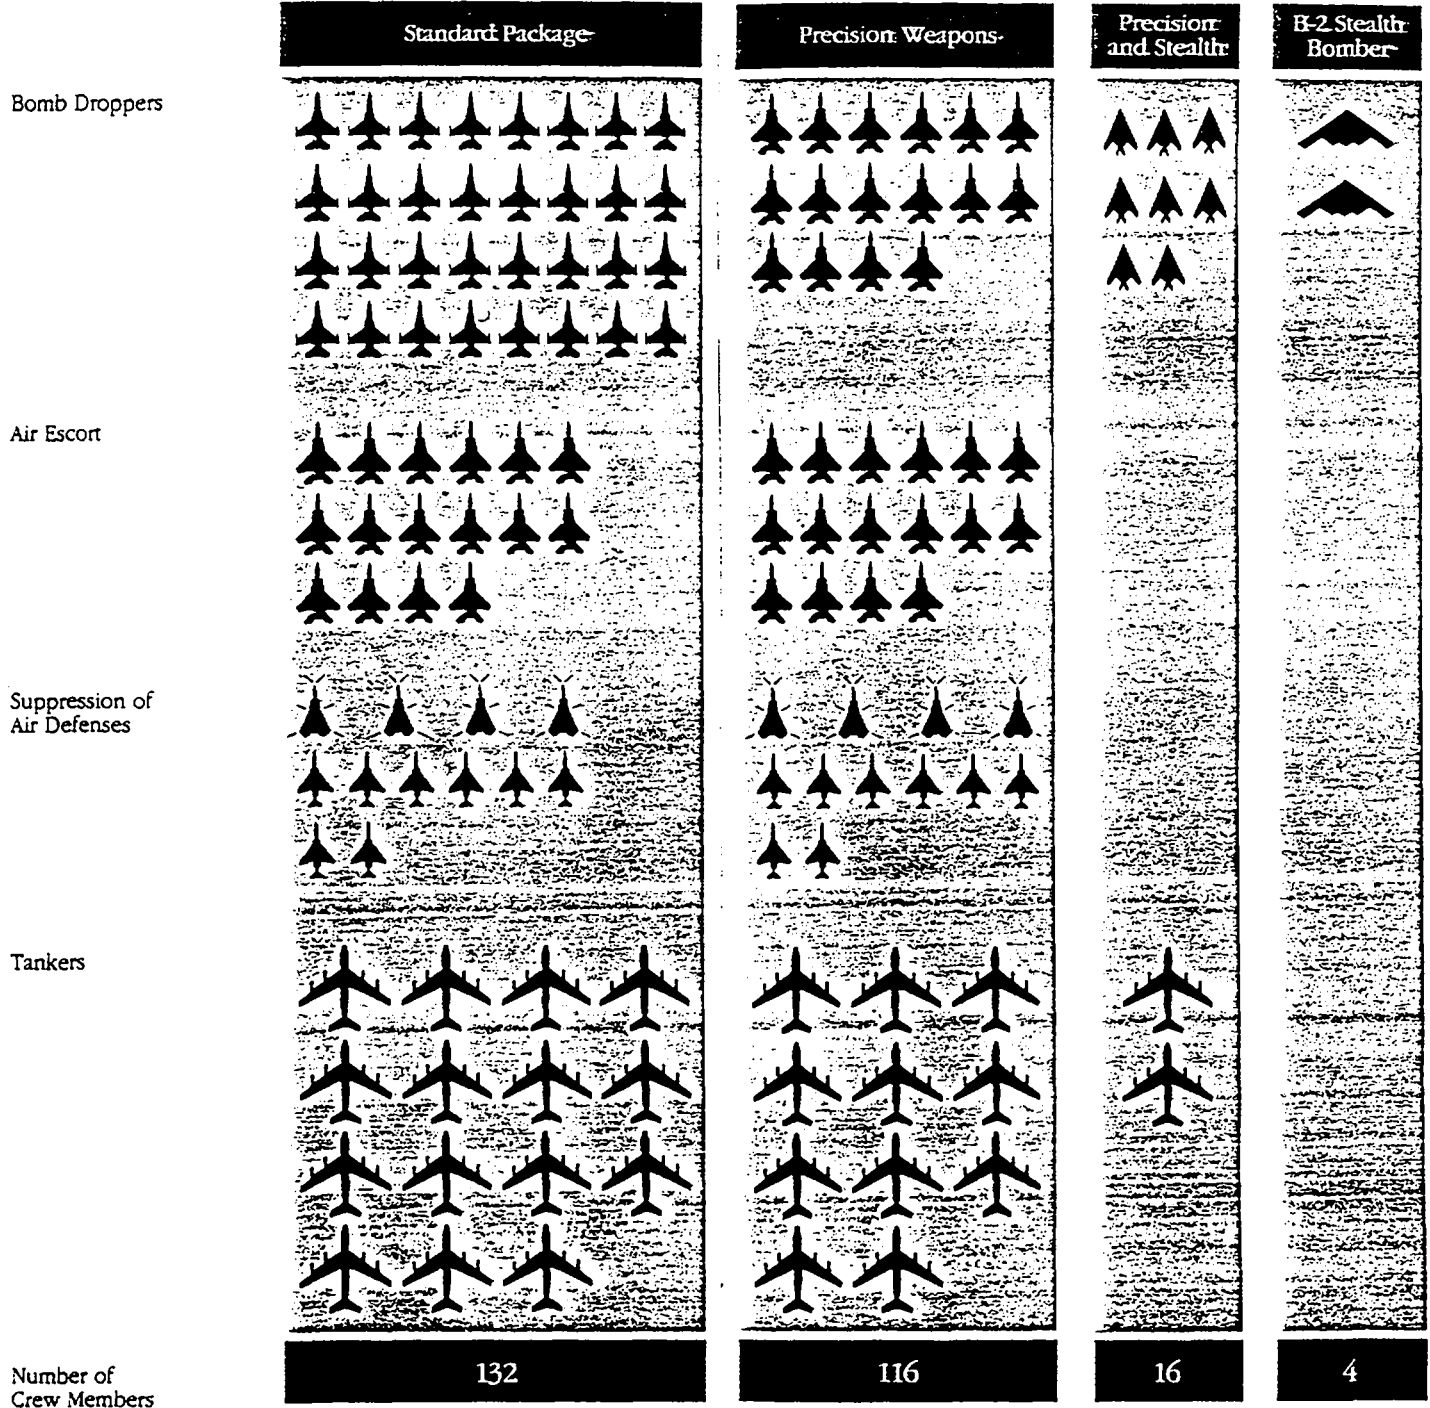 Standard Package
Precision Weapons
Precision
and Stealth
B-2 Stealth
Bomber
Bomb Droppers
Air Escort
Suppression of
Air Defenses
Tankers
Number of
Crew Members
132
116
16
4